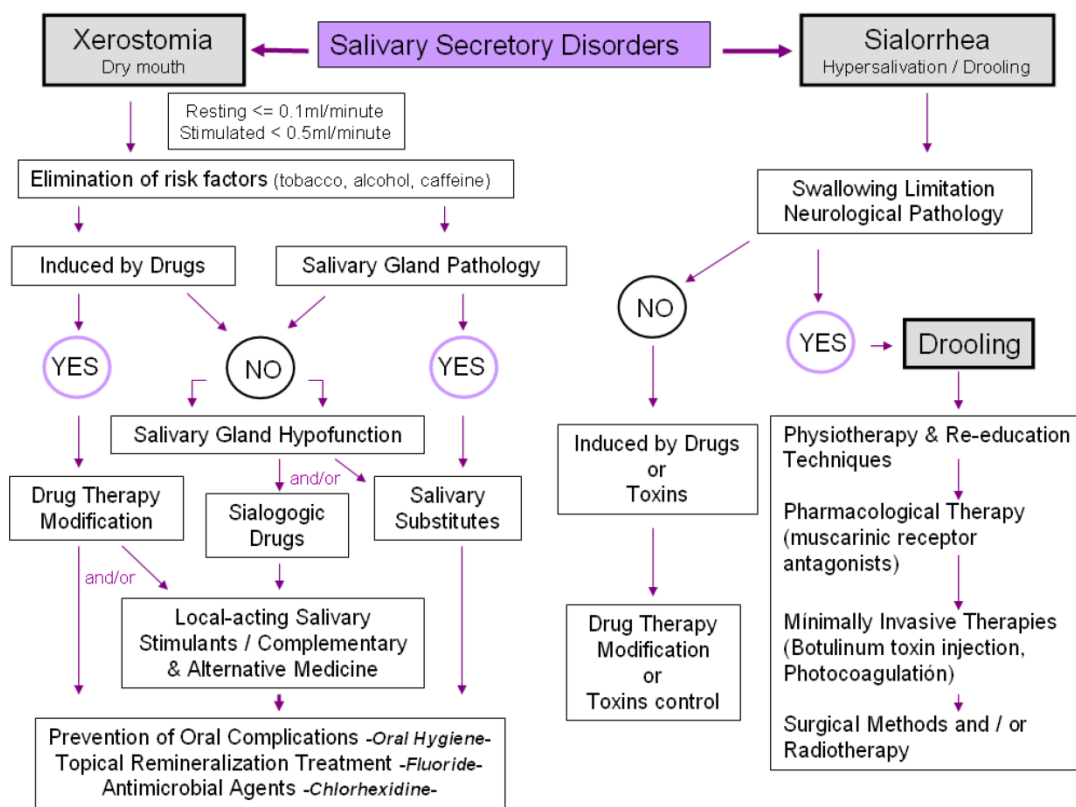 Salivary Secretory Disorders
Xerostomia
Dry mouth
Resting <= 0.1ml/minute
Stimulated < 0.5ml/minute
Elimination of risk factors (tobacco, alcohol, caffeine)
Induced by Drugs
Salivary Gland Pathology
YES
NO
YES
Salivary Gland Hypofunction
and/or
Drug Therapy
Modification
Sialogogic
Drugs
Salivary
Substitutes
and/or
Local-acting Salivary
Stimulants / Complementary
& Alternative Medicine
Prevention of Oral Complications -Oral Hygiene-
Topical Remineralization Treatment -Fluoride-
Antimicrobial Agents -Chlorhexidine-
Sialorrhea
Hypersalivation / Drooling
Swallowing Limitation
Neurological Pathology
NO
YES
Drooling
Induced by Drugs
or
Toxins
Drug Therapy
Modification
or
Toxins control
Physiotherapy & Re-education
Techniques
Pharmacological Therapy
(muscarinic receptor
antagonists)
Mínimally Invasive Therapies
(Botulinum toxin injection,
Photocoagulatión)
Surgical Methods and / or
Radiotherapy